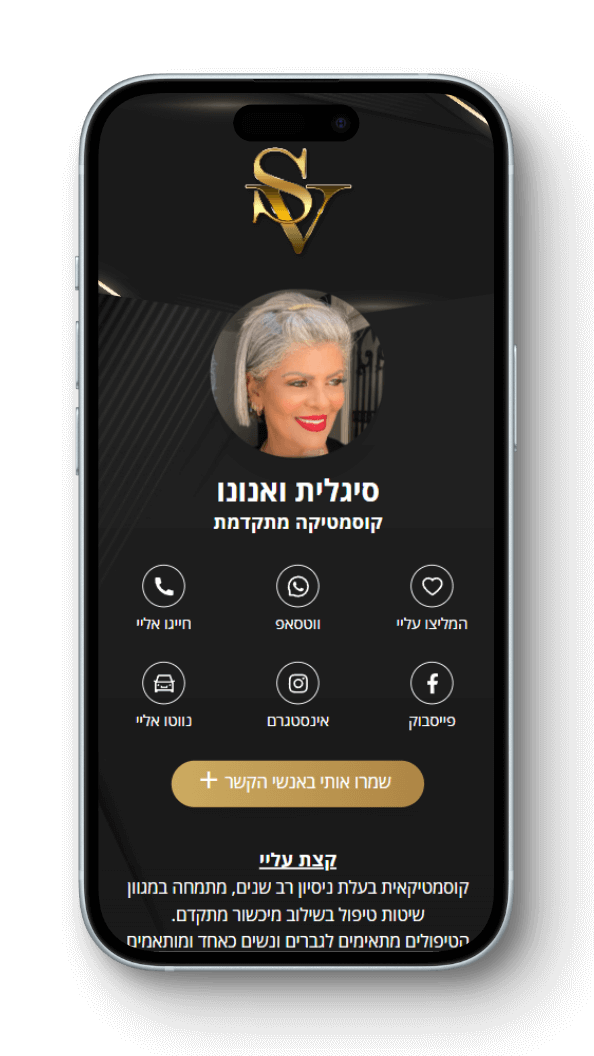 SV
סיגלית ואנונו
קוסמטיקה מתקדמת
המליצו עליי
ווטסאפ
חייגו אליי
פייסבוק
אינסטגרם
נווטו אליי
שמרו אותי באנשי הקשר +
קצת עליי
קוסמטיקאית בעלת ניסיון רב שנים, מתמחה במגוון
שיטות טיפול בשילוב מיכשור מתקדם.
הטיפולים מתאימים לגברים ונשים כאחד ומותאמים